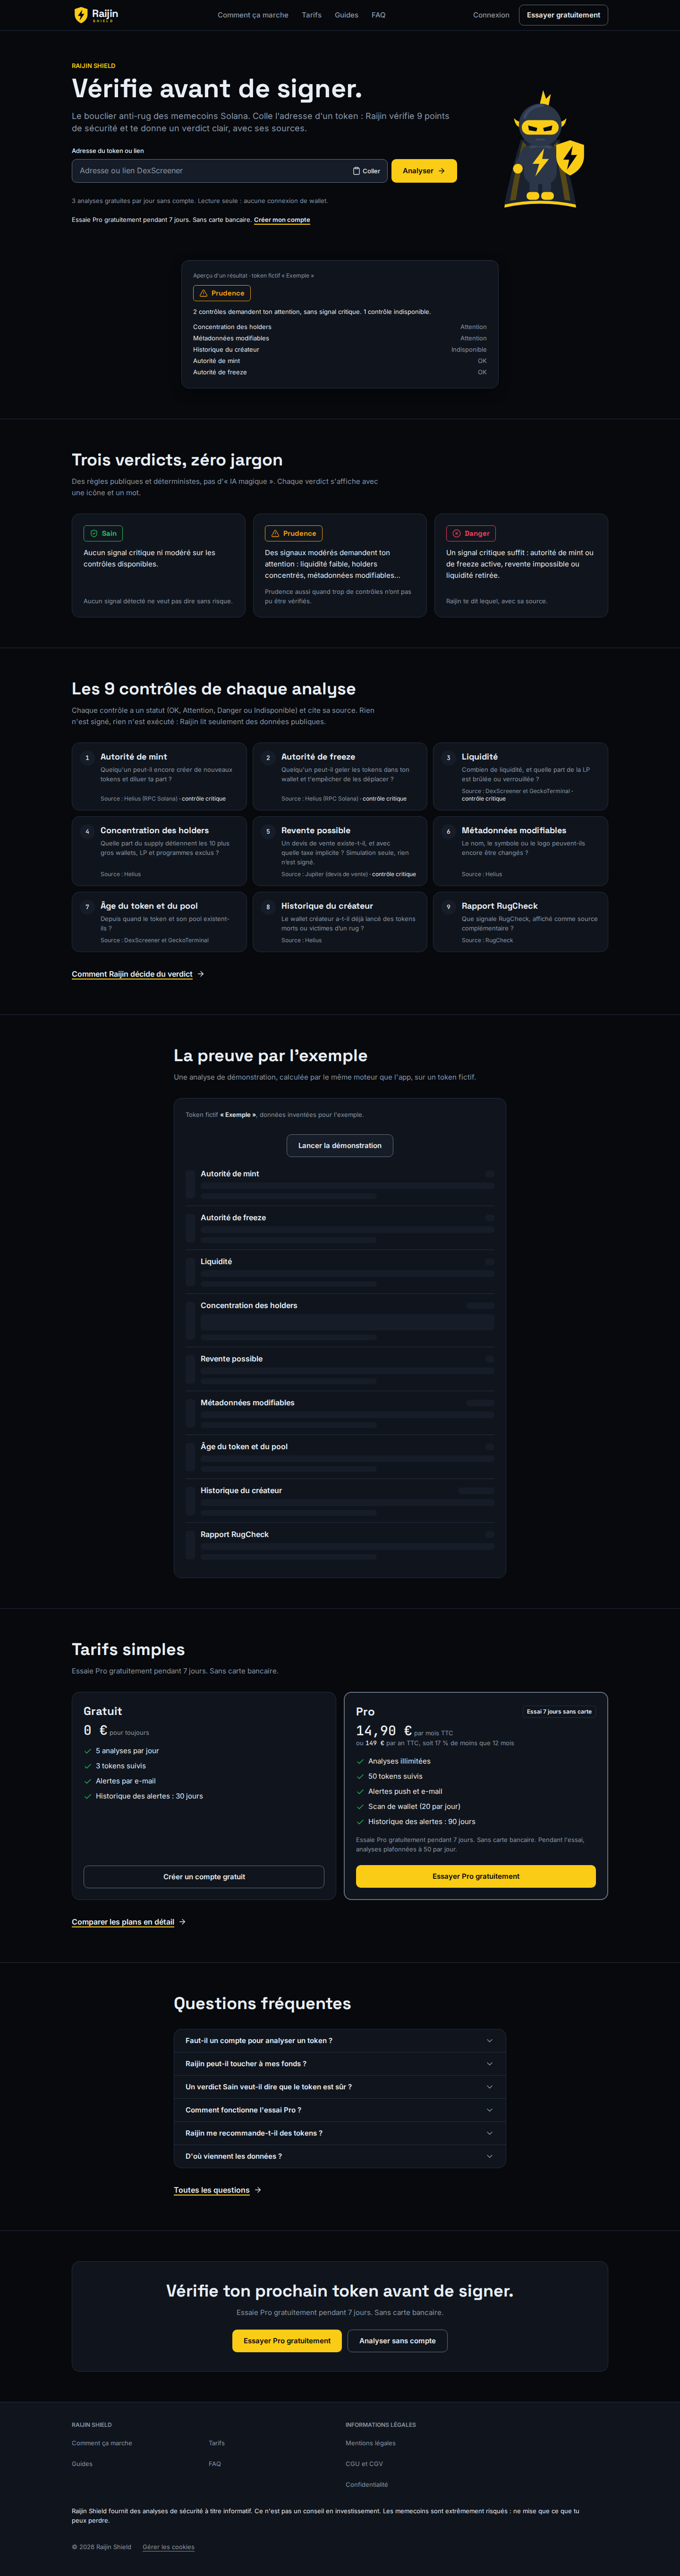 Raijin
SHIELD
Comment ça marche
Tarifs
Guides
FAQ
Connexion
Essayer gratuitement
RAIJIN SHIELD
Vérifie avant de signer.
Le bouclier anti-rug des memecoins Solana. Colle l'adresse d'un token : Raijin vérifie 9 points
de sécurité et te donne un verdict clair, avec ses sources.
Adresse du token ou lien
Adresse ou lien DexScreener
Coller
Analyser
3 analyses gratuites par jour sans compte. Lecture seule : aucune connexion de wallet.
Essaie Pro gratuitement pendant 7 jours. Sans carte bancaire. Créer mon compte
Aperçu d'un résultat · token fictif « Exemple »
Prudence
2 contrôles demandent ton attention, sans signal critique. 1 contrôle indisponible.
Concentration des holders Attention
Métadonnées modifiables Attention
Historique du créateur Indisponible
Autorité de mint OK
Autorité de freeze OK
Trois verdicts, zéro jargon
Des règles publiques et déterministes, pas d'« IA magique ». Chaque verdict s'affiche avec
une icône et un mot.
Sain
Aucun signal critique ni modéré sur les
contrôles disponibles.
Aucun signal détecté ne veut pas dire sans risque.
Prudence
Des signaux modérés demandent ton
attention : liquidité faible, holders
concentrés, métadonnées modifiables…
Prudence aussi quand trop de contrôles n'ont pas
pu être vérifiés.
Danger
Un signal critique suffit : autorité de mint ou
de freeze active, revente impossible ou
liquidité retirée.
Raijin te dit lequel, avec sa source.
Les 9 contrôles de chaque analyse
Chaque contrôle a un statut (OK, Attention, Danger ou Indisponible) et cite sa source. Rien
n'est signé, rien n'est exécuté : Raijin lit seulement des données publiques.
1
Autorité de mint
Quelqu'un peut-il encore créer de nouveaux
tokens et diluer ta part ?
Source : Helius (RPC Solana) · contrôle critique
2
Autorité de freeze
Quelqu'un peut-il geler les tokens dans ton
wallet et t'empêcher de les déplacer ?
Source : Helius (RPC Solana) · contrôle critique
3
Liquidité
Combien de liquidité, et quelle part de la LP
est brûlée ou verrouillée ?
Source : DexScreener et GeckoTerminal ·
contrôle critique
4
Concentration des holders
Quelle part du supply détiennent les 10 plus
gros wallets, LP et programmes exclus ?
Source : Helius
5
Revente possible
Un devis de vente existe-t-il, et avec
quelle taxe implicite ? Simulation seule, rien
n'est signé.
Source : Jupiter (devis de vente) · contrôle critique
6
Métadonnées modifiables
Le nom, le symbole ou le logo peuvent-ils
encore être changés ?
Source : Helius
7
Âge du token et du pool
Depuis quand le token et son pool existent-
ils ?
Source : DexScreener et GeckoTerminal
8
Historique du créateur
Le wallet créateur a-t-il déjà lancé des tokens
morts ou victimes d'un rug ?
Source : Helius
9
Rapport RugCheck
Que signale RugCheck, affiché comme source
complémentaire ?
Source : RugCheck
Comment Raijin décide du verdict
La preuve par l'exemple
Une analyse de démonstration, calculée par le même moteur que l'app, sur un token fictif.
Token fictif « Exemple », données inventées pour l'exemple.
Lancer la démonstration
Autorité de mint
Autorité de freeze
Liquidité
Concentration des holders
Revente possible
Métadonnées modifiables
Âge du token et du pool
Historique du créateur
Rapport RugCheck
Tarifs simples
Essaie Pro gratuitement pendant 7 jours. Sans carte bancaire.
Gratuit
0 € pour toujours
5 analyses par jour
3 tokens suivis
Alertes par e-mail
Historique des alertes : 30 jours
Créer un compte gratuit
Pro
Essai 7 jours sans carte
14,90 € par mois TTC
ou 149 € par an TTC, soit 17 % de moins que 12 mois
Analyses illimitées
50 tokens suivis
Alertes push et e-mail
Scan de wallet (20 par jour)
Historique des alertes : 90 jours
Essaie Pro gratuitement pendant 7 jours. Sans carte bancaire. Pendant l'essai,
analyses plafonnées à 50 par jour.
Essayer Pro gratuitement
Comparer les plans en détail
Questions fréquentes
Faut-il un compte pour analyser un token ?
Raijin peut-il toucher à mes fonds ?
Un verdict Sain veut-il dire que le token est sûr ?
Comment fonctionne l'essai Pro ?
Raijin me recommande-t-il des tokens ?
D'où viennent les données ?
Toutes les questions
Vérifie ton prochain token avant de signer.
Essaie Pro gratuitement pendant 7 jours. Sans carte bancaire.
Essayer Pro gratuitement
Analyser sans compte
RAIJIN SHIELD
Comment ça marche
Tarifs
Guides
FAQ
INFORMATIONS LÉGALES
Mentions légales
CGU et CGV
Confidentialité
Raijin Shield fournit des analyses de sécurité à titre informatif. Ce n'est pas un conseil en investissement. Les memecoins sont extrêmement risqués : ne mise que ce que tu
peux perdre.
© 2026 Raijin Shield
Gérer les cookies